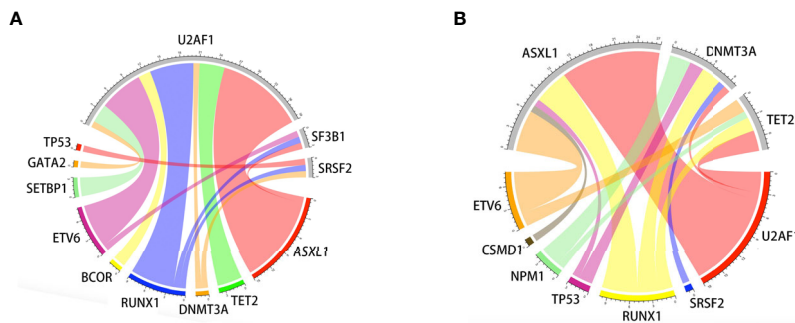 A
U2AF1
TP53
GATA2
SETBP1
ETV6
BCOR
RUNX1
DNMT3A
TET2
ASXL1
SRSF2
SF3B1
B
ASXL1
DNMT3A
TET2
U2AF1
SRSF2
RUNX1
TP53
NPM1
CSMD1
ETV6